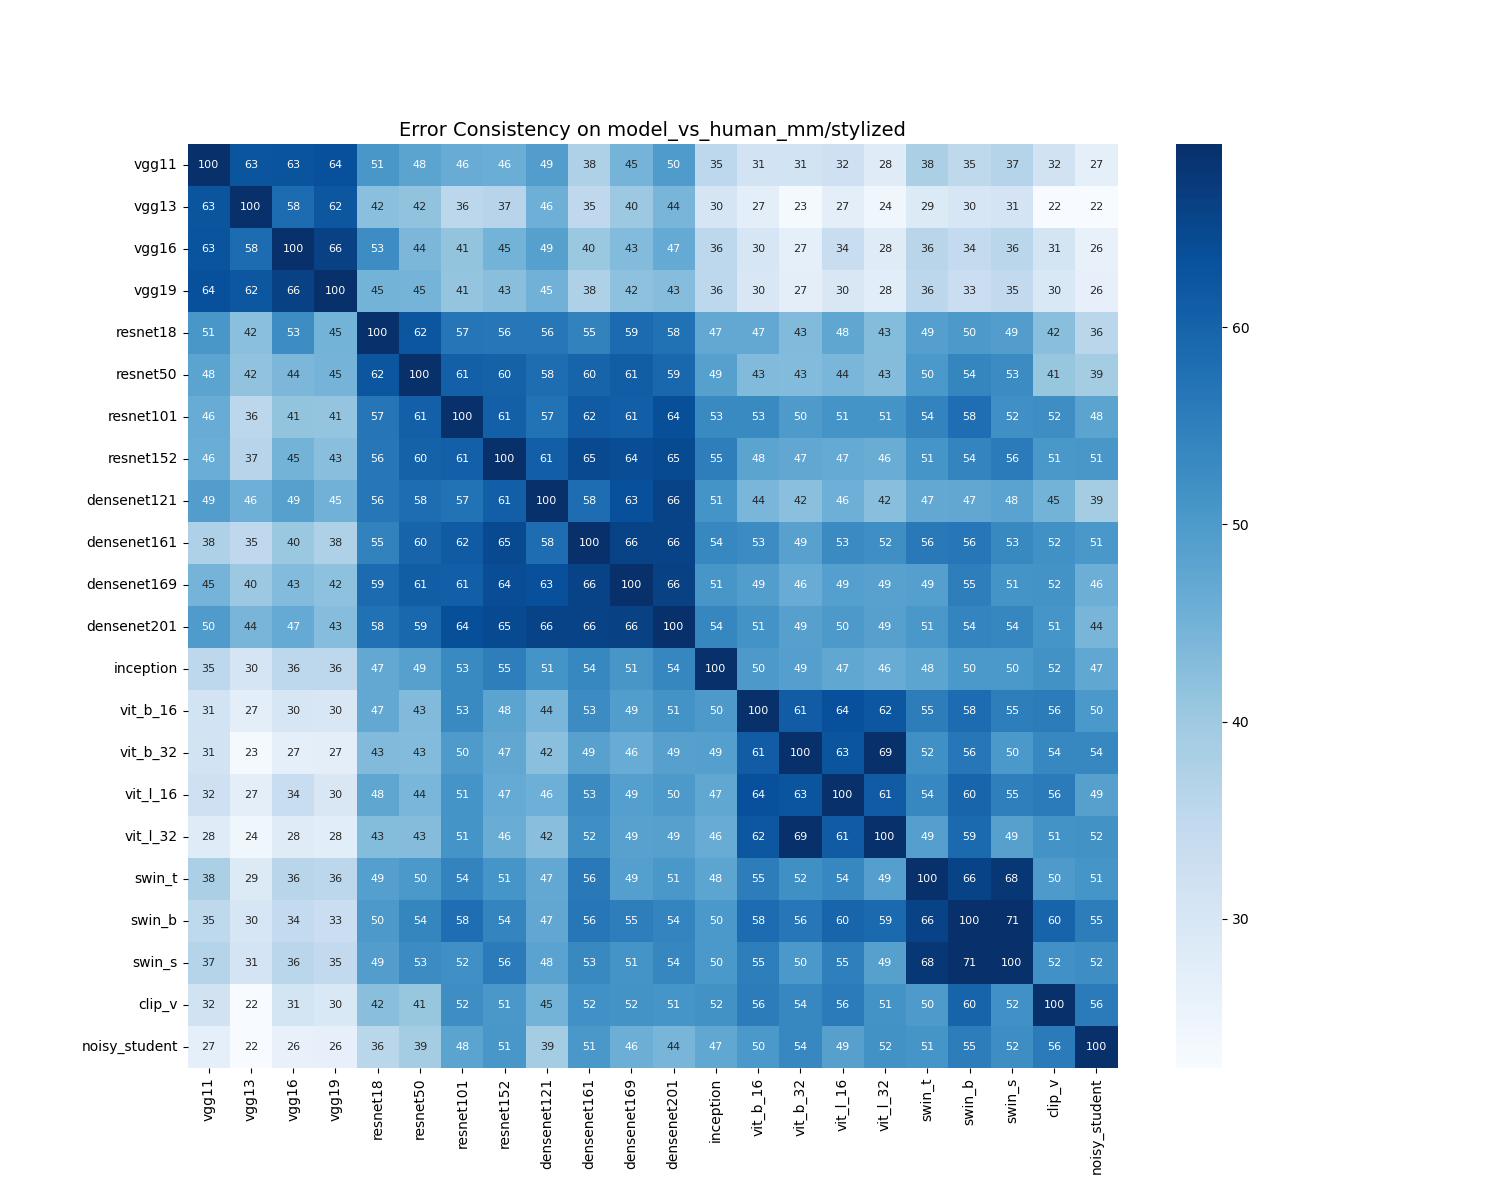 Error Consistency on model_vs_human_mm/stylized
vgg11 100 63 63 64 51 48 46 46 49 38 45 50 35 31 31 32 28 38 35 37 32 27
vgg13 63 100 58 62 42 42 36 37 46 35 40 44 30 27 23 27 24 29 30 31 22 22
vgg16 63 58 100 66 53 44 41 45 49 40 43 47 36 30 27 34 28 36 34 36 31 26
vgg19 64 62 66 100 45 45 41 43 45 38 42 43 36 30 27 30 28 36 33 35 30 26
resnet18 51 42 53 45 100 62 57 56 56 55 59 58 47 47 43 48 43 49 50 49 42 36
60
resnet50 48 42 44 45 62 100 61 60 58 60 61 59 49 43 43 44 43 50 54 53 41 39
resnet101 46 36 41 41 57 61 100 61 57 62 61 64 53 53 50 51 51 54 58 52 52 48
resnet152 46 37 45 43 56 60 61 100 61 65 64 65 55 48 47 47 46 51 54 56 51 51
densenet121 49 46 49 45 56 58 57 61 100 58 63 66 51 44 42 46 42 47 47 48 45 39
50
densenet161 38 35 40 38 55 60 62 65 58 100 66 66 54 53 49 53 52 56 56 53 52 51
densenet169 45 40 43 42 59 61 61 64 63 66 100 66 51 49 46 49 49 49 55 51 52 46
densenet201 50 44 47 43 58 59 64 65 66 66 66 100 54 51 49 50 49 51 54 54 51 44
inception 35 30 36 36 47 49 53 55 51 54 51 54 100 50 49 47 46 48 50 50 52 47
vit_b_16 31 27 30 30 47 43 53 48 44 53 49 51 50 100 61 64 62 55 58 55 56 50
40
vit_b_32 31 23 27 27 43 43 50 47 42 49 46 49 49 61 100 63 69 52 56 50 54 54
vit_l_16 32 27 34 30 48 44 51 47 46 53 49 50 47 64 63 100 61 54 60 55 56 49
vit_l_32 28 24 28 28 43 43 51 46 42 52 49 49 46 62 69 61 100 49 59 49 51 52
swin_t 38 29 36 36 49 50 54 51 47 56 49 51 48 55 52 54 49 100 66 68 50 51
swin_b 35 30 34 33 50 54 58 54 47 56 55 54 50 58 56 60 59 66 100 71 60 55
30
swin_s 37 31 36 35 49 53 52 56 48 53 51 54 50 55 50 55 49 68 71 100 52 52
clip_v 32 22 31 30 42 41 52 51 45 52 52 51 52 56 54 56 51 50 60 52 100 56
noisy_student 27 22 26 26 36 39 48 51 39 51 46 44 47 50 54 49 52 51 55 52 56 100
vgg11 vgg13 vgg16 vgg19 resnet18 resnet50 resnet101 resnet152 densenet121 densenet161 densenet169 densenet201 inception vit_b_16 vit_b_32 vit_l_16 vit_l_32 swin_t swin_b swin_s clip_v noisy_student